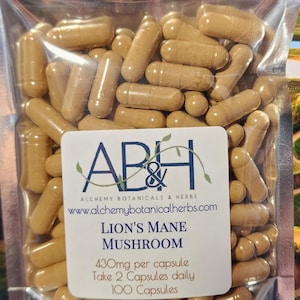 AB&H
ALCHEMY BOTANICALS & HERBS
www.alchemybotanicalherbs.com
LION'S MANE
MUSHROOM
430mg per capsule
Take 2 Capsules daily
100 Capsules